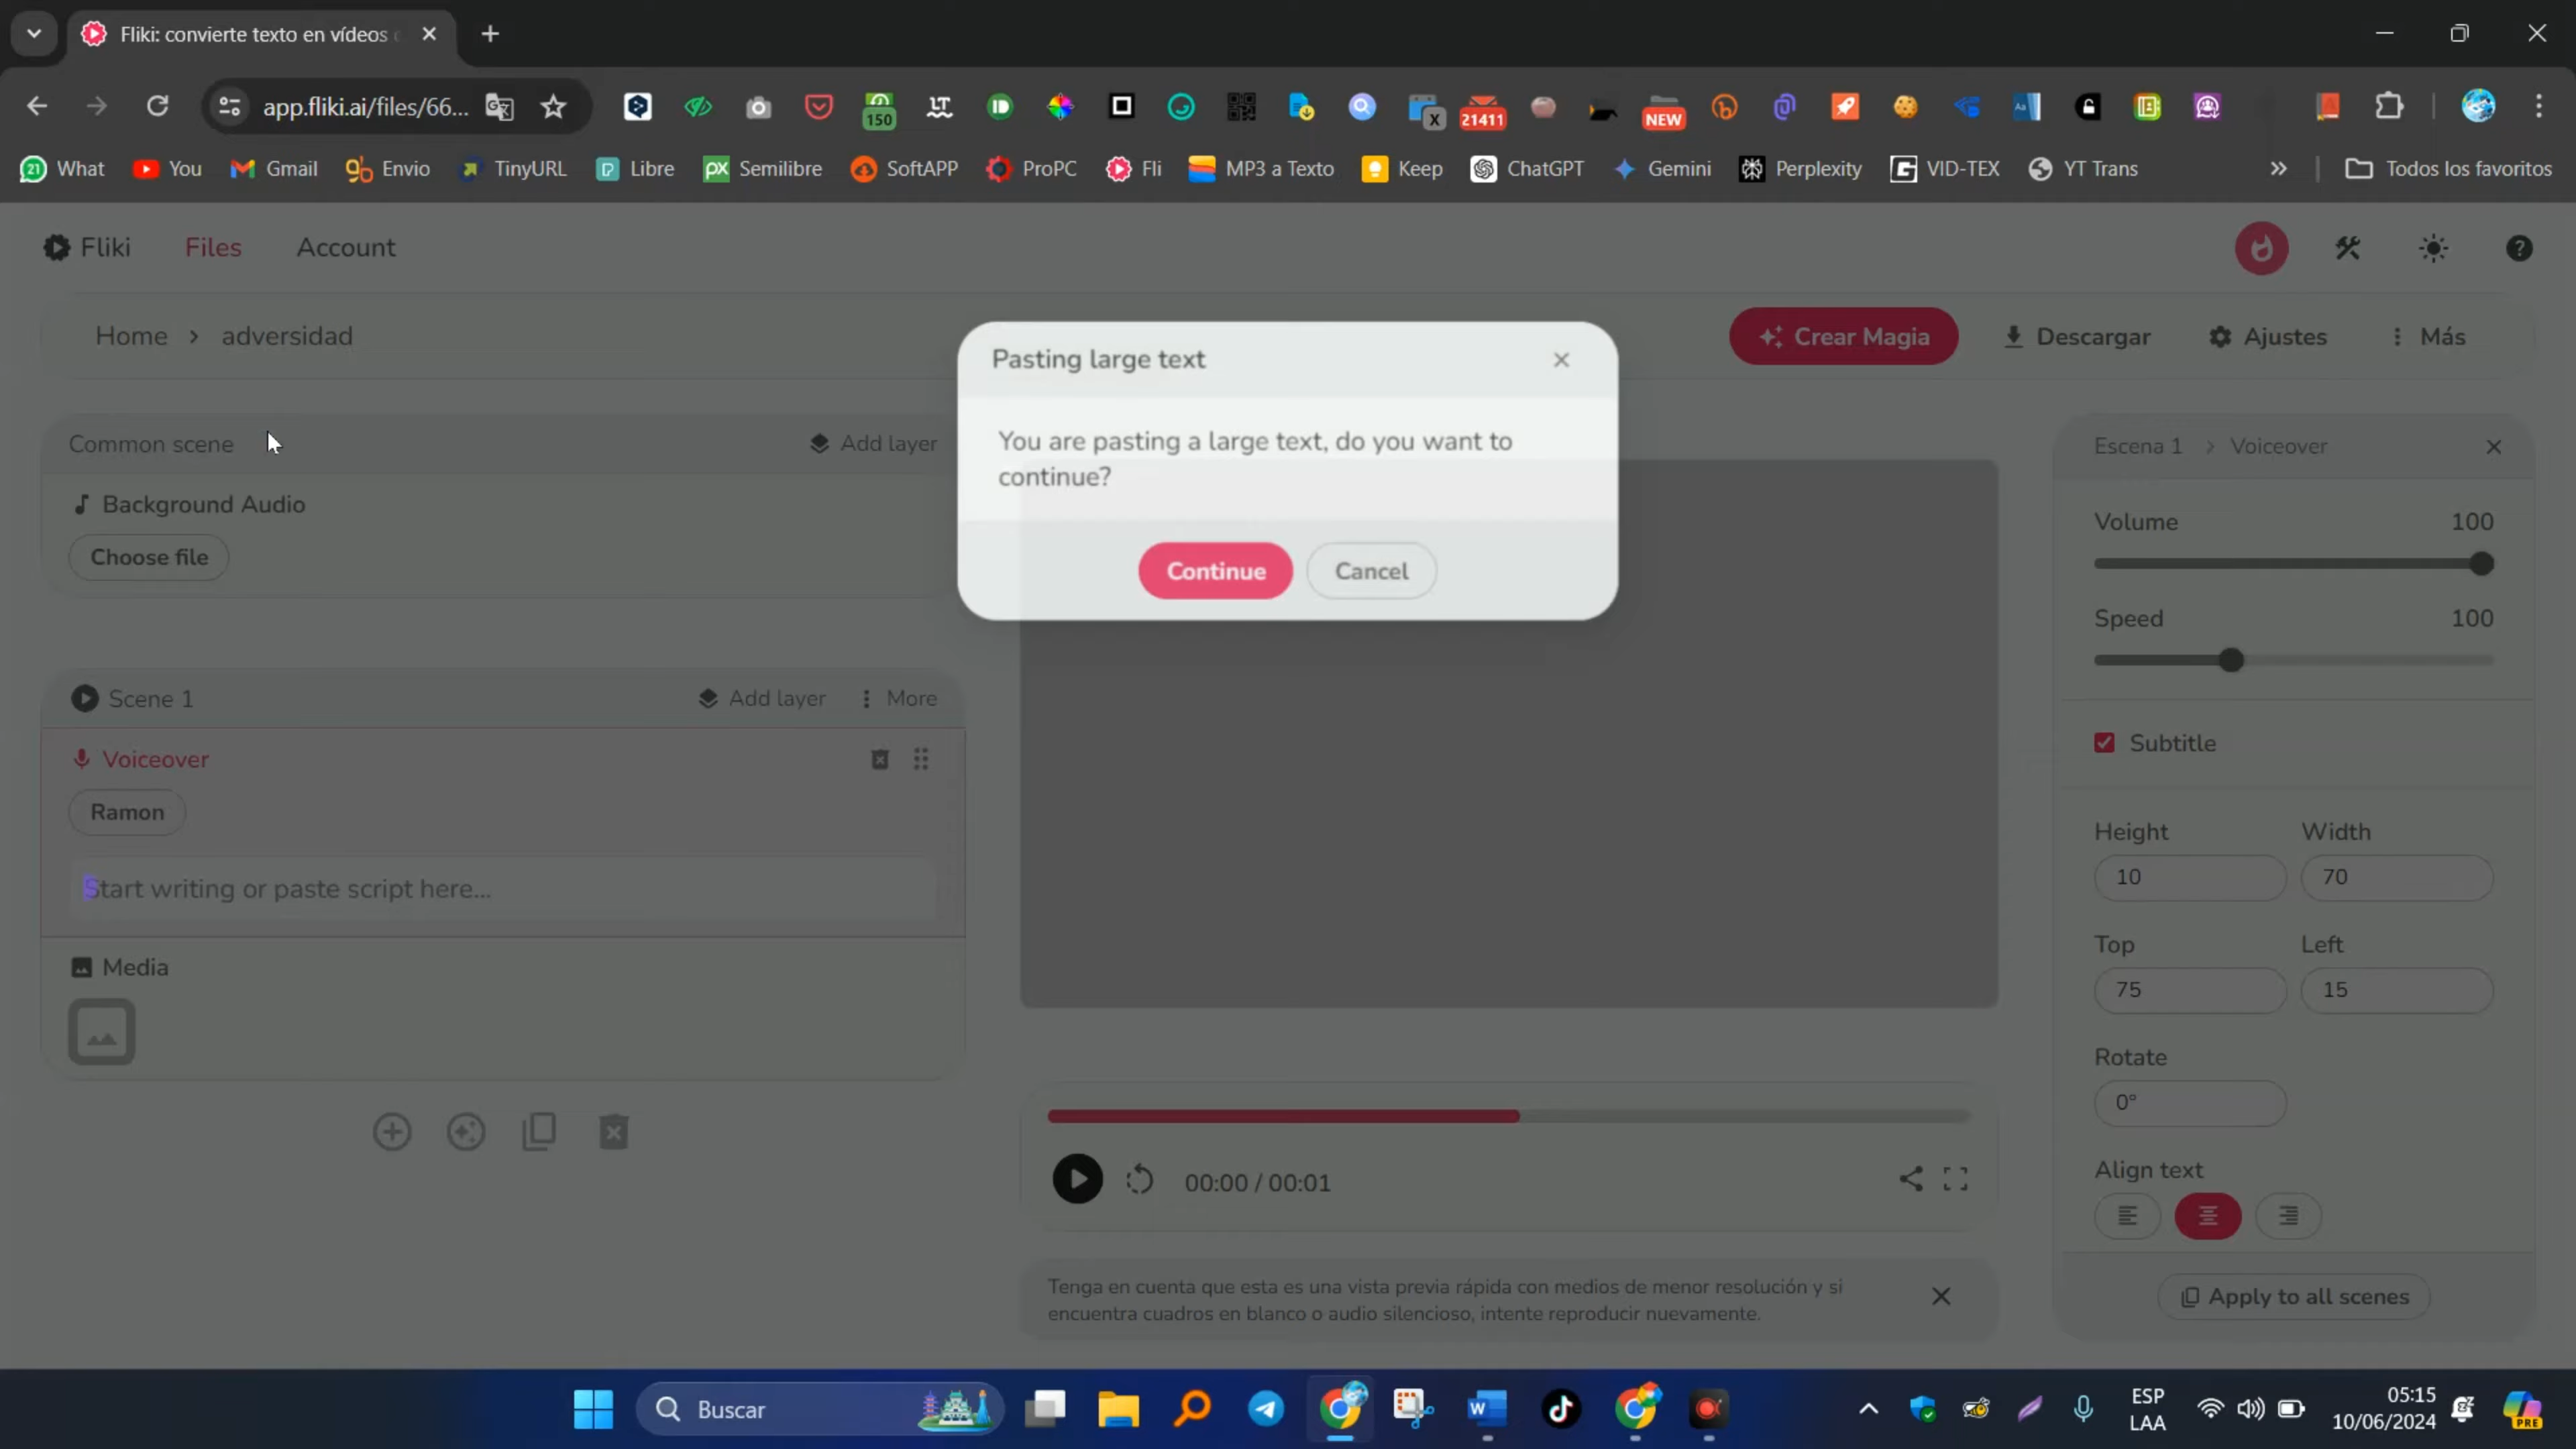 Fliki: convierte texto en vídeos
app.fliki.ai/files/66...
150
X
21411
NEW
21
What
You
Gmail
Envio
TinyURL
Libre
Semilibre
SoftAPP
ProPC
Fli
MP3 a Texto
Keep
ChatGPT
Gemini
Perplexity
VID-TEX
YT Trans
»
Todos los favoritos
Fliki
Files
Account
Home > adversidad
Crear Magia
Descargar
Ajustes
Más
Pasting large text
You are pasting a large text, do you want to
continue?
Continue
Cancel
Common scene
Add layer
Background Audio
Choose file
Scene 1
Add layer
More
Voiceover
Ramon
Start writing or paste script here...
Media
00:00 / 00:01
Tenga en cuenta que esta es una vista previa rápida con medios de menor resolución y si
encuentra cuadros en blanco o audio silencioso, intente reproducir nuevamente.
Escena 1 > Voiceover
Volume 100
Speed 100
Subtitle
Height Width
10 70
Top Left
75 15
Rotate
0°
Align text
Apply to all scenes
Buscar
ESP
LAA
05:15
10/06/2024
PRE